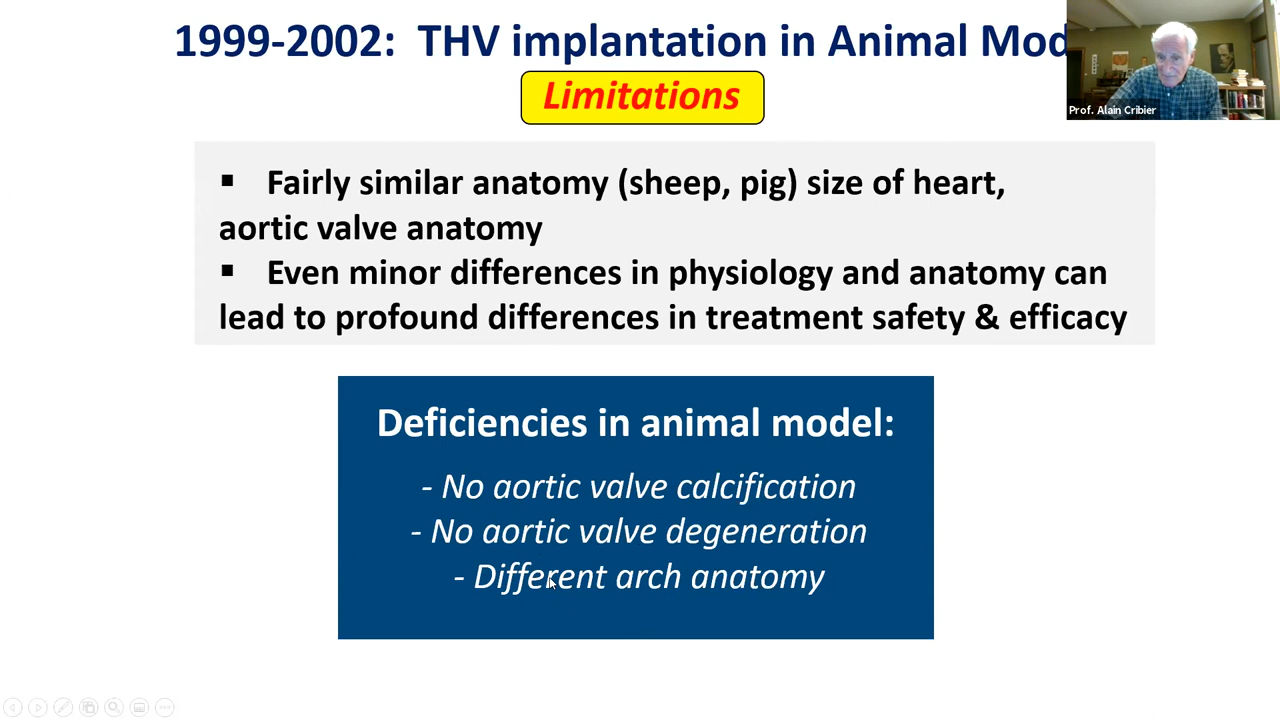 1999-2002: THV implantation in Animal Mod
Limitations
Prof. Alain Cribier
▪ Fairly similar anatomy (sheep, pig) size of heart,
aortic valve anatomy
▪ Even minor differences in physiology and anatomy can
lead to profound differences in treatment safety & efficacy
Deficiencies in animal model:
- No aortic valve calcification
- No aortic valve degeneration
- Different arch anatomy